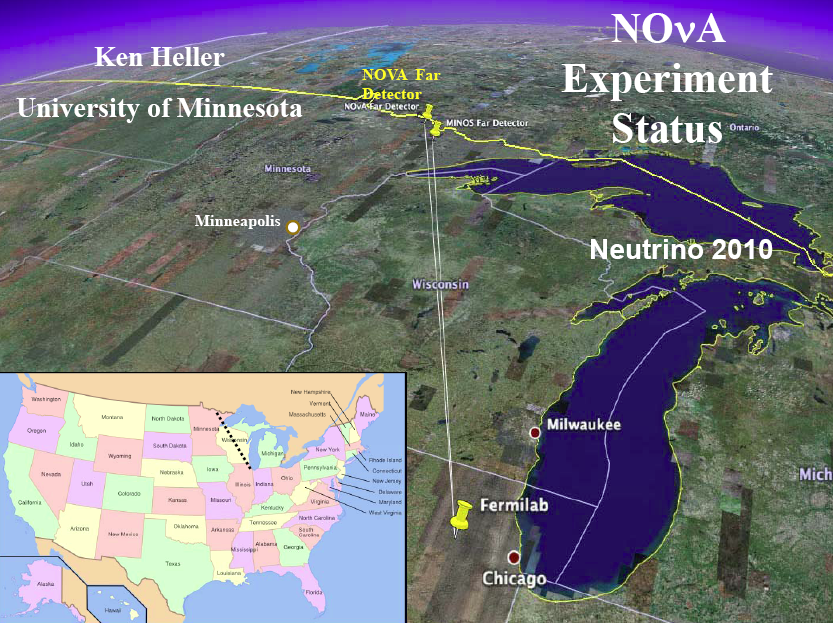 Ken Heller
University of Minnesota
NOνA
Experiment
Status
NOVA Far
Detector
NOvA Far Detector
MINOS Far Detector
Ontario
Minnesota
Minneapolis
Neutrino 2010
Wisconsin
Milwaukee
Mich
Fermilab
Chicago
Washington
Oregon
California
Nevada
Idaho
Montana
Wyoming
Utah
Arizona
Colorado
New Mexico
North Dakota
South Dakota
Nebraska
Kansas
Oklahoma
Texas
Minnesota
Iowa
Missouri
Arkansas
Louisiana
Wisconsin
Illinois
Michigan
Indiana
Ohio
Kentucky
Tennessee
Mississippi
Alabama
Georgia
Florida
South
Carolina
North Carolina
Virginia
Pennsylvania
New York
Maine
New Hampshire
Vermont
Massachusetts
Rhode Island
Connecticut
New Jersey
Delaware
Maryland
West Virginia
Alaska
Hawaii